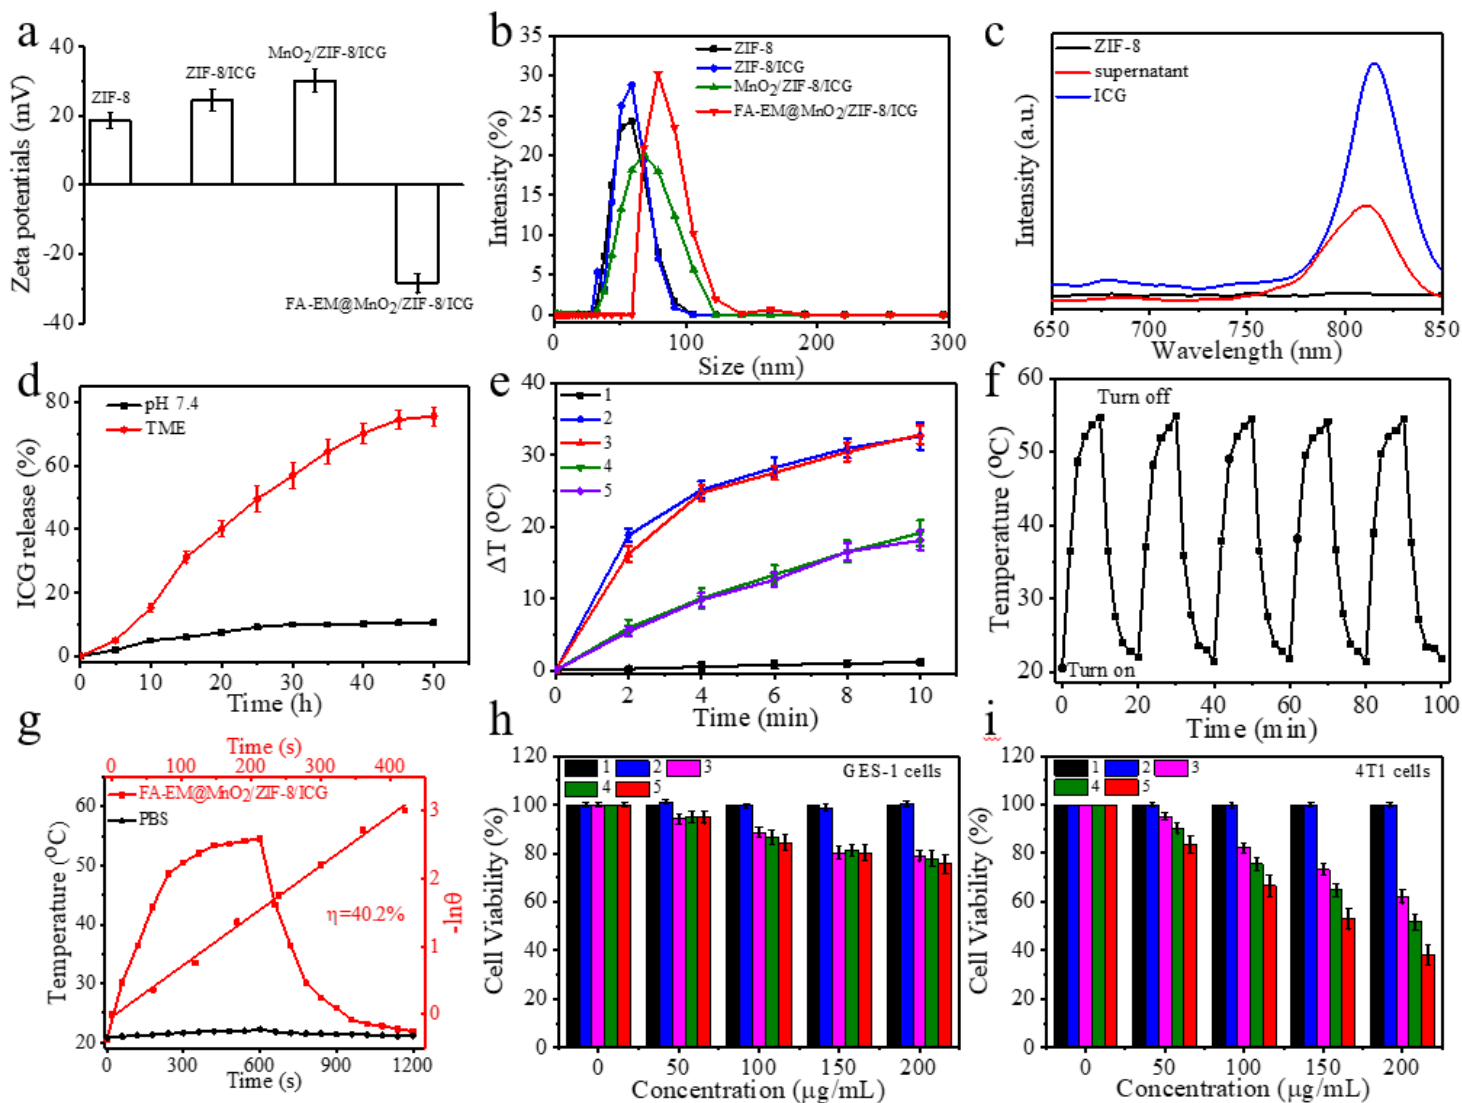 a
Zeta potentials (mV)
40
20
0
-20
-40
ZIF-8
ZIF-8/ICG
MnO2/ZIF-8/ICG
FA-EM@MnO2/ZIF-8/ICG
b
Intensity (%)
35
30
25
20
15
10
5
0
ZIF-8
ZIF-8/ICG
MnO2/ZIF-8/ICG
FA-EM@MnO2/ZIF-8/ICG
0 100 200 300
Size (nm)
c
Intensity (a.u.)
ZIF-8
supernatant
ICG
650 700 750 800 850
Wavelength (nm)
d
ICG release (%)
80
60
40
20
0
pH 7.4
TME
0 10 20 30 40 50
Time (h)
e
ΔT (ºC)
40
30
20
10
0
1
2
3
4
5
0 2 4 6 8 10
Time (min)
f
Temperature (ºC)
60
50
40
30
20
Turn off
Turn on
0 20 40 60 80 100
Time (min)
g
Time (s)
0 100 200 300 400
Temperature (ºC)
60
50
40
30
20
FA-EM@MnO2/ZIF-8/ICG
PBS
η=40.2%
3
2
1
0
-lnθ
0 300 600 900 1200
Time (s)
h
Cell Viability (%)
120
100
80
60
40
20
0
1 2 3
4 5
GES-1 cells
0 50 100 150 200
Concentration (μg/mL)
i
Cell Viability (%)
120
100
80
60
40
20
0
1 2 3
4 5
4T1 cells
0 50 100 150 200
Concentration (μg/mL)